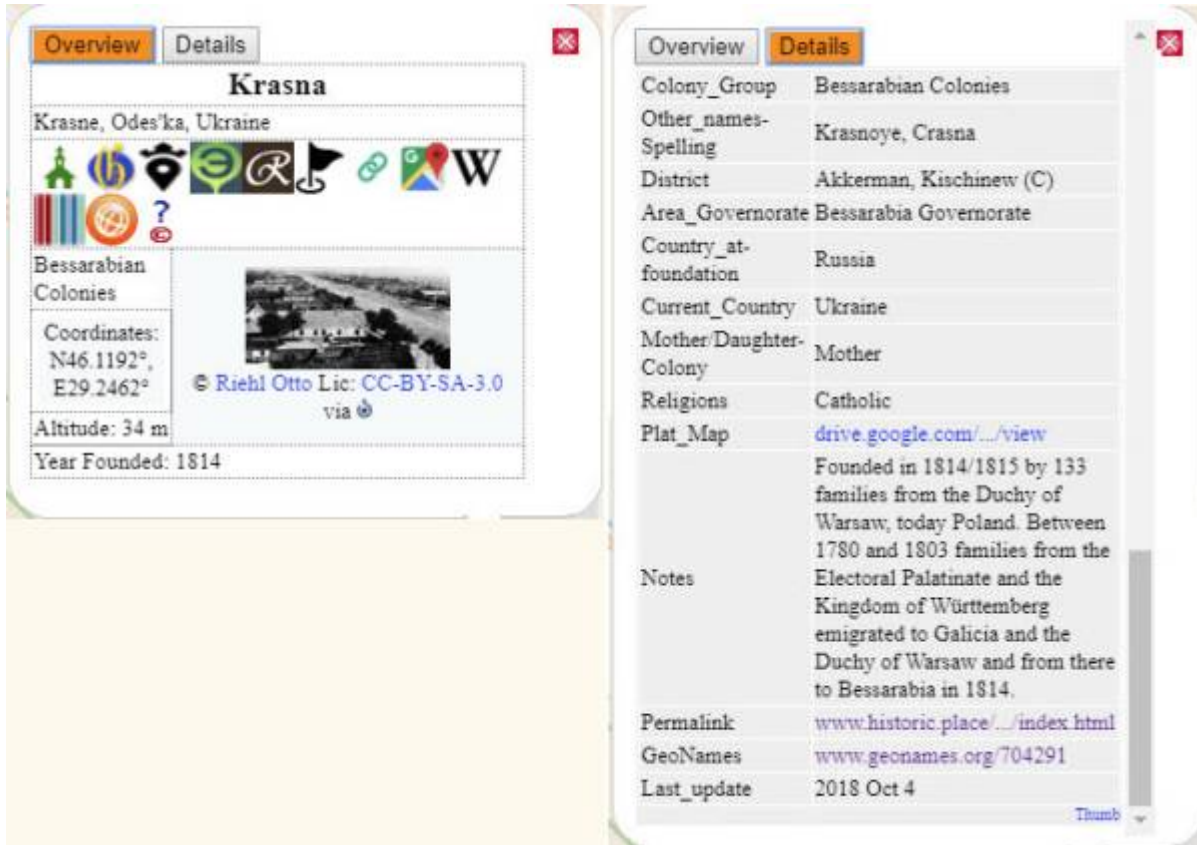 Overview Details
Krasna
Krasne, Odes'ka, Ukraine
W
?
Bessarabian
Colonies
Coordinates:
N46.1192°,
E29.2462°
Altitude: 34 m
© Riehl Otto Lic: CC-BY-SA-3.0
via
Year Founded: 1814
Overview Details
Colony_Group Bessarabian Colonies
Other_names-
Spelling Krasnoye, Crasna
District Akkerman, Kischinew (C)
Area_Governorate Bessarabia Governorate
Country_at-
foundation Russia
Current_Country Ukraine
Mother/Daughter-
Colony Mother
Religions Catholic
Plat_Map drive.google.com/.../view
Notes
Founded in 1814/1815 by 133
families from the Duchy of
Warsaw, today Poland. Between
1780 and 1803 families from the
Electoral Palatinate and the
Kingdom of Württemberg
emigrated to Galicia and the
Duchy of Warsaw and from there
to Bessarabia in 1814.
Permalink www.historic.place/.../index.html
GeoNames www.geonames.org/704291
Last_update 2018 Oct 4
Thumb